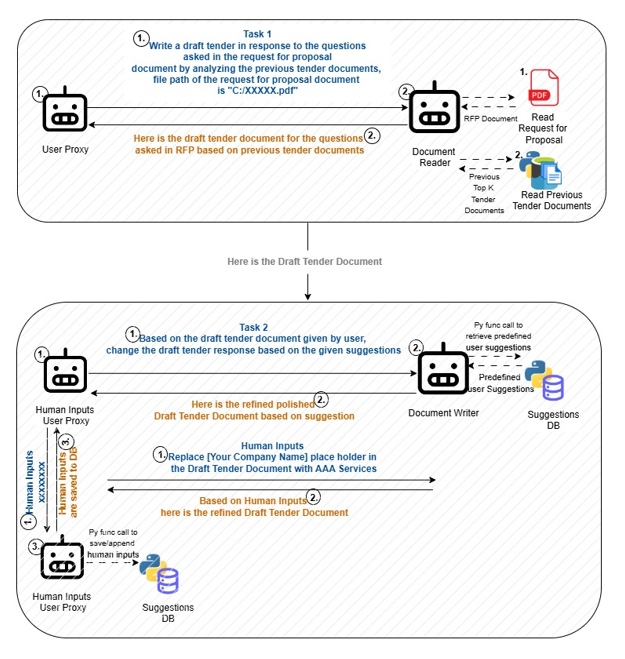 Task 1
1.
Write a draft tender in response to the questions
asked in the request for proposal
document by analyzing the previous tender documents,
file path of the request for proposal document
is "C:/XXXXX.pdf"
1.
2.
1.
PDF
RFP Document
Read
Request for
Proposal
Here is the draft tender document for the questions
2.
asked in RFP based on previous tender documents
User Proxy
Document
Reader
2.
Previous
Top K
Tender
Documents
Read Previous
Tender Documents
Here is the Draft Tender Document
Task 2
1.
Based on the draft tender document given by user,
change the draft tender response based on the given suggestions
1.
2.
Py func call to
retrieve predefined
user suggestions
Predefined
user Suggestions
Here is the refined polished
2.
Draft Tender Document based on suggestion
Human Inputs
User Proxy
Document Writer
Suggestions
DB
Human Inputs
1.
Replace [Your Company Name] place holder in
the Draft Tender Document with AAA Services
Based on Human Inputs
2.
here is the refined Draft Tender Document
1.
Human Inputs
xxxxxxxx
3.
Human Inputs
are saved to DB
3.
Py func call to
save/append
human inputs
Human Inputs
User Proxy
Suggestions
DB